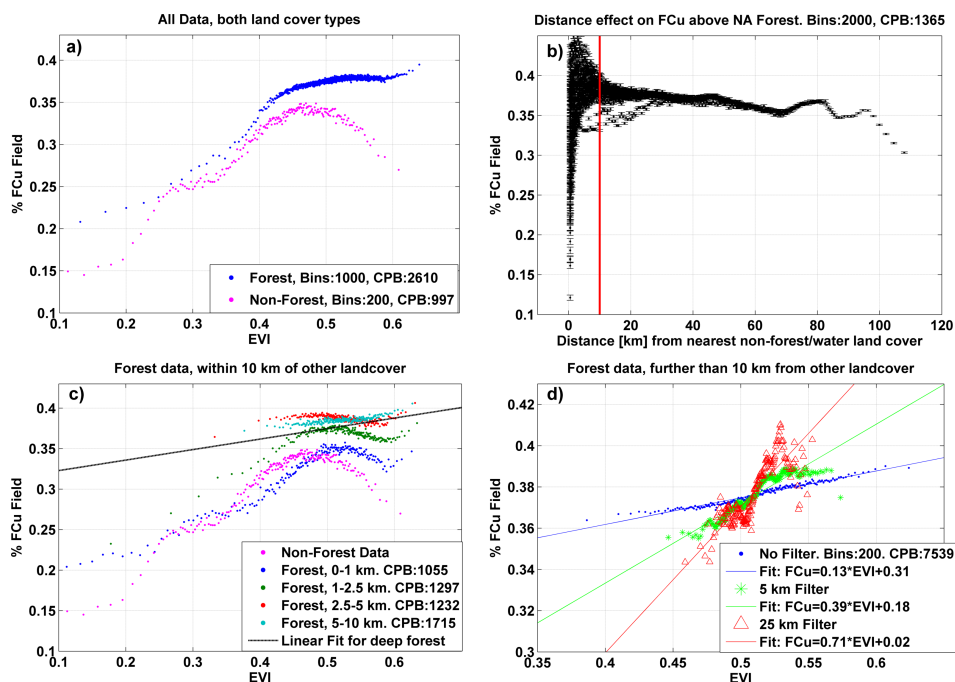 All Data, both land cover types
a)
% FCu Field
0.4
0.35
0.3
0.25
0.2
0.15
0.1
Forest, Bins:1000, CPB:2610
Non-Forest, Bins:200, CPB:997
0.1 0.2 0.3 0.4 0.5 0.6
EVI
Distance effect on FCu above NA Forest. Bins:2000, CPB:1365
b)
% FCu Field
0.4
0.35
0.3
0.25
0.2
0.15
0.1
0 20 40 60 80 100 120
Distance [km] from nearest non-forest/water land cover
Forest data, within 10 km of other landcover
c)
% FCu Field
0.4
0.35
0.3
0.25
0.2
0.15
0.1
Non-Forest Data
Forest, 0-1 km. CPB:1055
Forest, 1-2.5 km. CPB:1297
Forest, 2.5-5 km. CPB:1232
Forest, 5-10 km. CPB:1715
Linear Fit for deep forest
0.1 0.2 0.3 0.4 0.5 0.6
EVI
Forest data, further than 10 km from other landcover
d)
% FCu Field
0.42
0.4
0.38
0.36
0.34
0.32
0.3
No Filter. Bins:200. CPB:7539
Fit: FCu=0.13*EVI+0.31
5 km Filter
Fit: FCu=0.39*EVI+0.18
25 km Filter
Fit: FCu=0.71*EVI+0.02
0.35 0.4 0.45 0.5 0.55 0.6
EVI